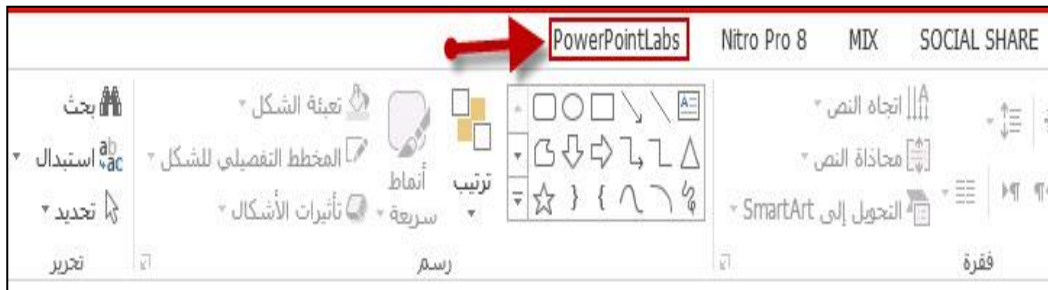 SOCIAL SHARE MIX Nitro Pro 8 PowerPointLabs
اتجاه النص
محاذاة النص
التحويل إلى SmartArt
فقرة
ترتيب
أنماط سريعة
تعبئة الشكل
المخطط التفصيلي للشكل
تأثيرات الأشكال
رسم
بحث
استبدال
تحديد
تحرير